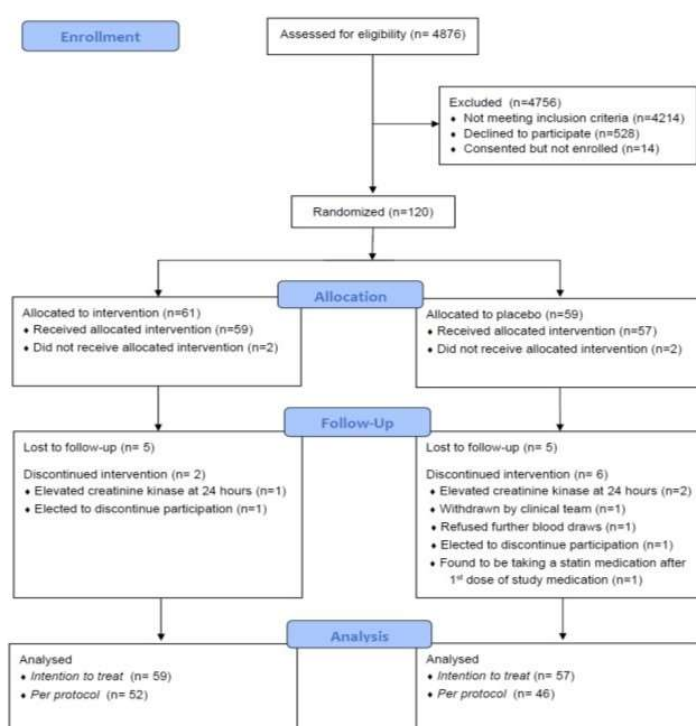 Enrollment
Assessed for eligibility (n= 4876)
Excluded (n=4756)
♦ Not meeting inclusion criteria (n=4214)
♦ Declined to participate (n=528)
♦ Consented but not enrolled (n=14)
Randomized (n=120)
Allocation
Allocated to intervention (n=61)
♦ Received allocated intervention (n=59)
♦ Did not receive allocated intervention (n=2)
Allocated to placebo (n=59)
♦ Received allocated intervention (n=57)
♦ Did not receive allocated intervention (n=2)
Follow-Up
Lost to follow-up (n= 5)
Discontinued intervention (n= 2)
♦ Elevated creatinine kinase at 24 hours (n=1)
♦ Elected to discontinue participation (n=1)
Lost to follow-up (n= 5)
Discontinued intervention (n= 6)
♦ Elevated creatinine kinase at 24 hours (n=2)
♦ Withdrawn by clinical team (n=1)
♦ Refused further blood draws (n=1)
♦ Elected to discontinue participation (n=1)
♦ Found to be taking a statin medication after
1st dose of study medication (n=1)
Analysis
Analysed
♦ Intention to treat (n= 59)
♦ Per protocol (n= 52)
Analysed
♦ Intention to treat (n= 57)
♦ Per protocol (n= 46)